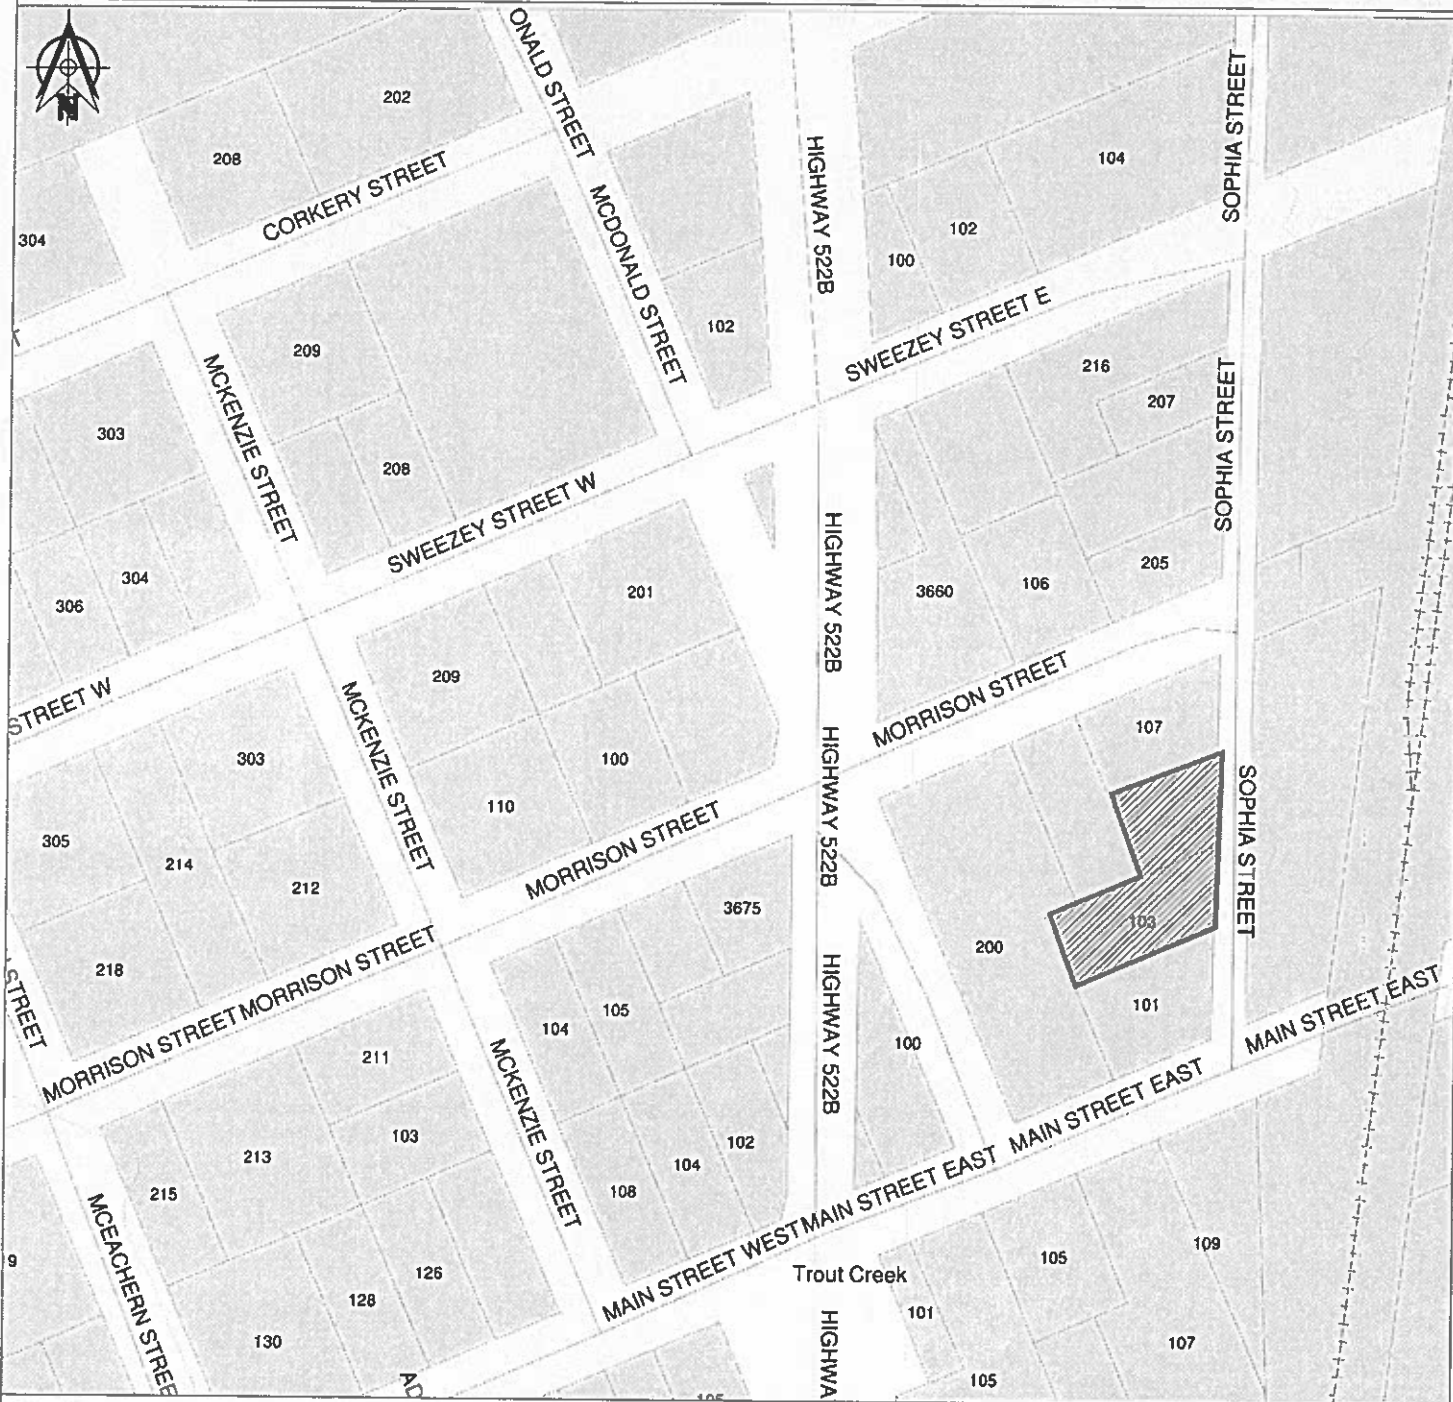 N
ONALD STREET
202
208
CORKERY STREET
304
MCDONALD STREET
102
HIGHWAY 522B
104
102
100
SOPHIA STREET
SWEEZEY STREET E
209
MCKENZIE STREET
303
208
216
207
SOPHIA STREET
SWEEZEY STREET W
304
306
201
HIGHWAY 522B
3660
106
205
209
STREET W
MCKENZIE STREET
303
100
110
MORRISON STREET
107
HIGHWAY 522B
SOPHIA STREET
305
214
212
MORRISON STREET
3675
103
200
218
STREET
MORRISON STREET
MORRISON STREET
104
105
HIGHWAY 522B
101
MAIN STREET EAST
211
100
MCKENZIE STREET
103
213
215
102
104
108
MAIN STREET EAST
MAIN STREET EAST
MAIN STREET WEST
MCEACHERN STREE
9
126
128
130
Trout Creek
105
109
101
107
105
HIGHWA
AD
105